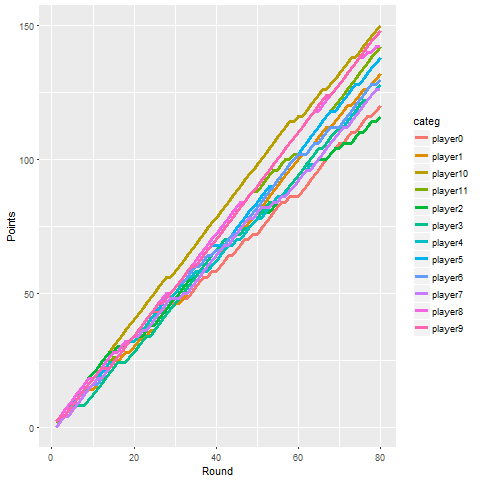 150
100
50
0
Points
0
20
40
60
80
Round
categ
player0
player1
player10
player11
player2
player3
player4
player5
player6
player7
player8
player9